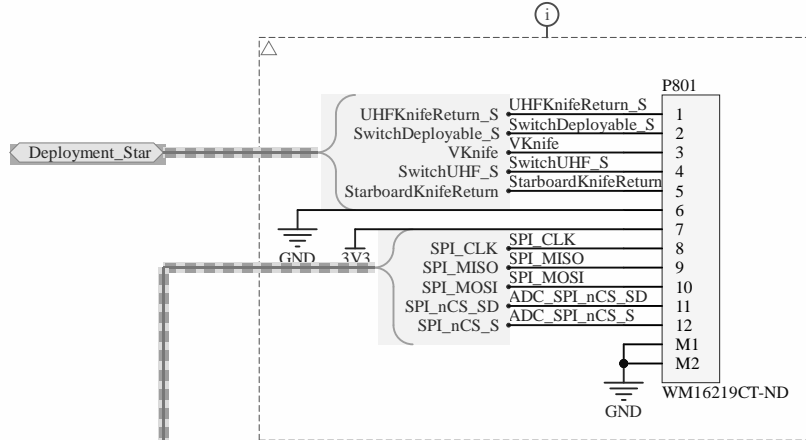 i
P801
UHFKnifeReturn_S UHFKnifeReturn_S 1
SwitchDeployable_S SwitchDeployable_S 2
Deployment_Star VKnife VKnife 3
SwitchUHF_S SwitchUHF_S 4
StarboardKnifeReturn StarboardKnifeReturn 5
6
7
GND 3V3 SPI_CLK SPI_CLK 8
SPI_MISO SPI_MISO 9
SPI_MOSI SPI_MOSI 10
SPI_nCS_SD ADC_SPI_nCS_SD 11
SPI_nCS_S ADC_SPI_nCS_S 12
M1
M2
WM16219CT-ND
GND